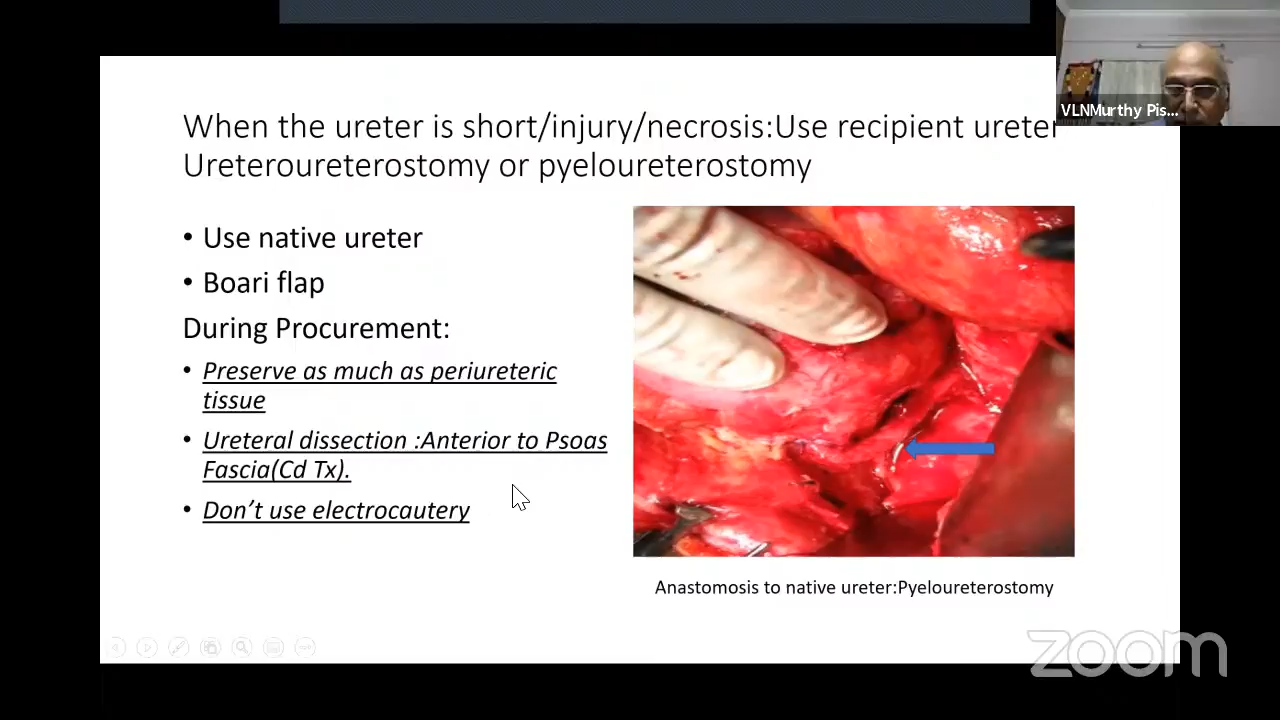 VLNMurthy Pis...
When the ureter is short/injury/necrosis:Use recipient ureter
Ureteroureterostomy or pyeloureterostomy
• Use native ureter
• Boari flap
During Procurement:
• Preserve as much as periureteric
tissue
• Ureteral dissection :Anterior to Psoas
Fascia(Cd Tx).
• Don’t use electrocautery
Anastomosis to native ureter:Pyeloureterostomy
zoom